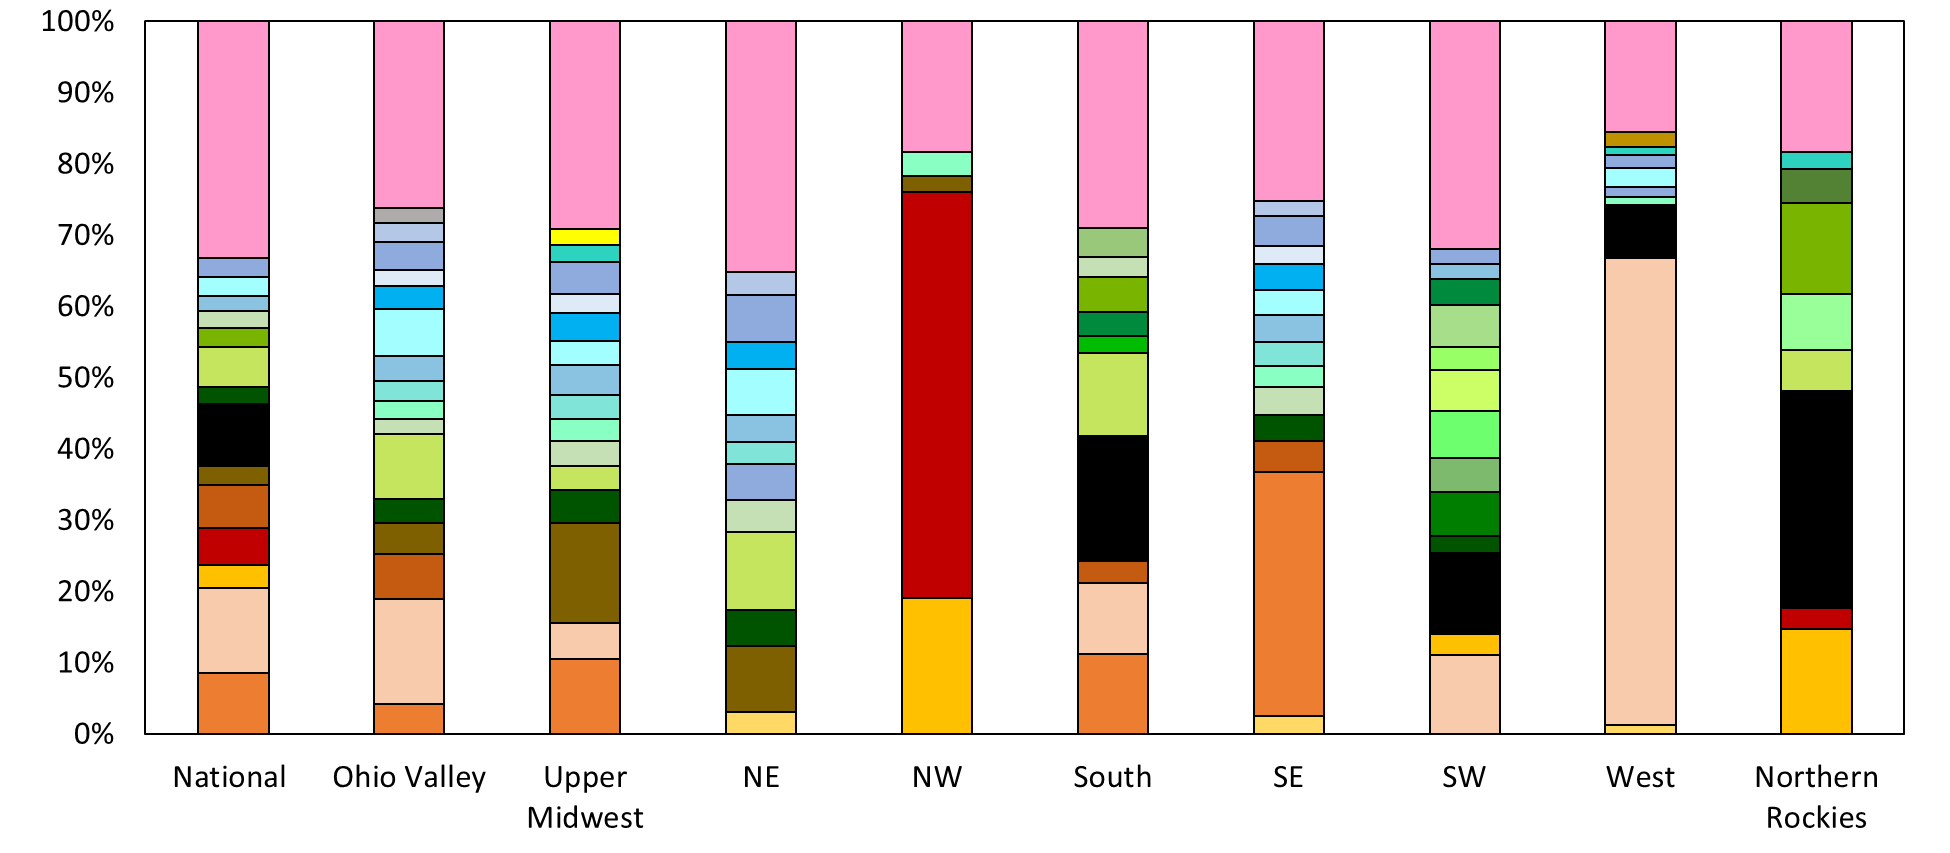 100%
90%
80%
70%
60%
50%
40%
30%
20%
10%
0%
National
Ohio Valley
Upper
Midwest
NE
NW
South
SE
SW
West
Northern
Rockies